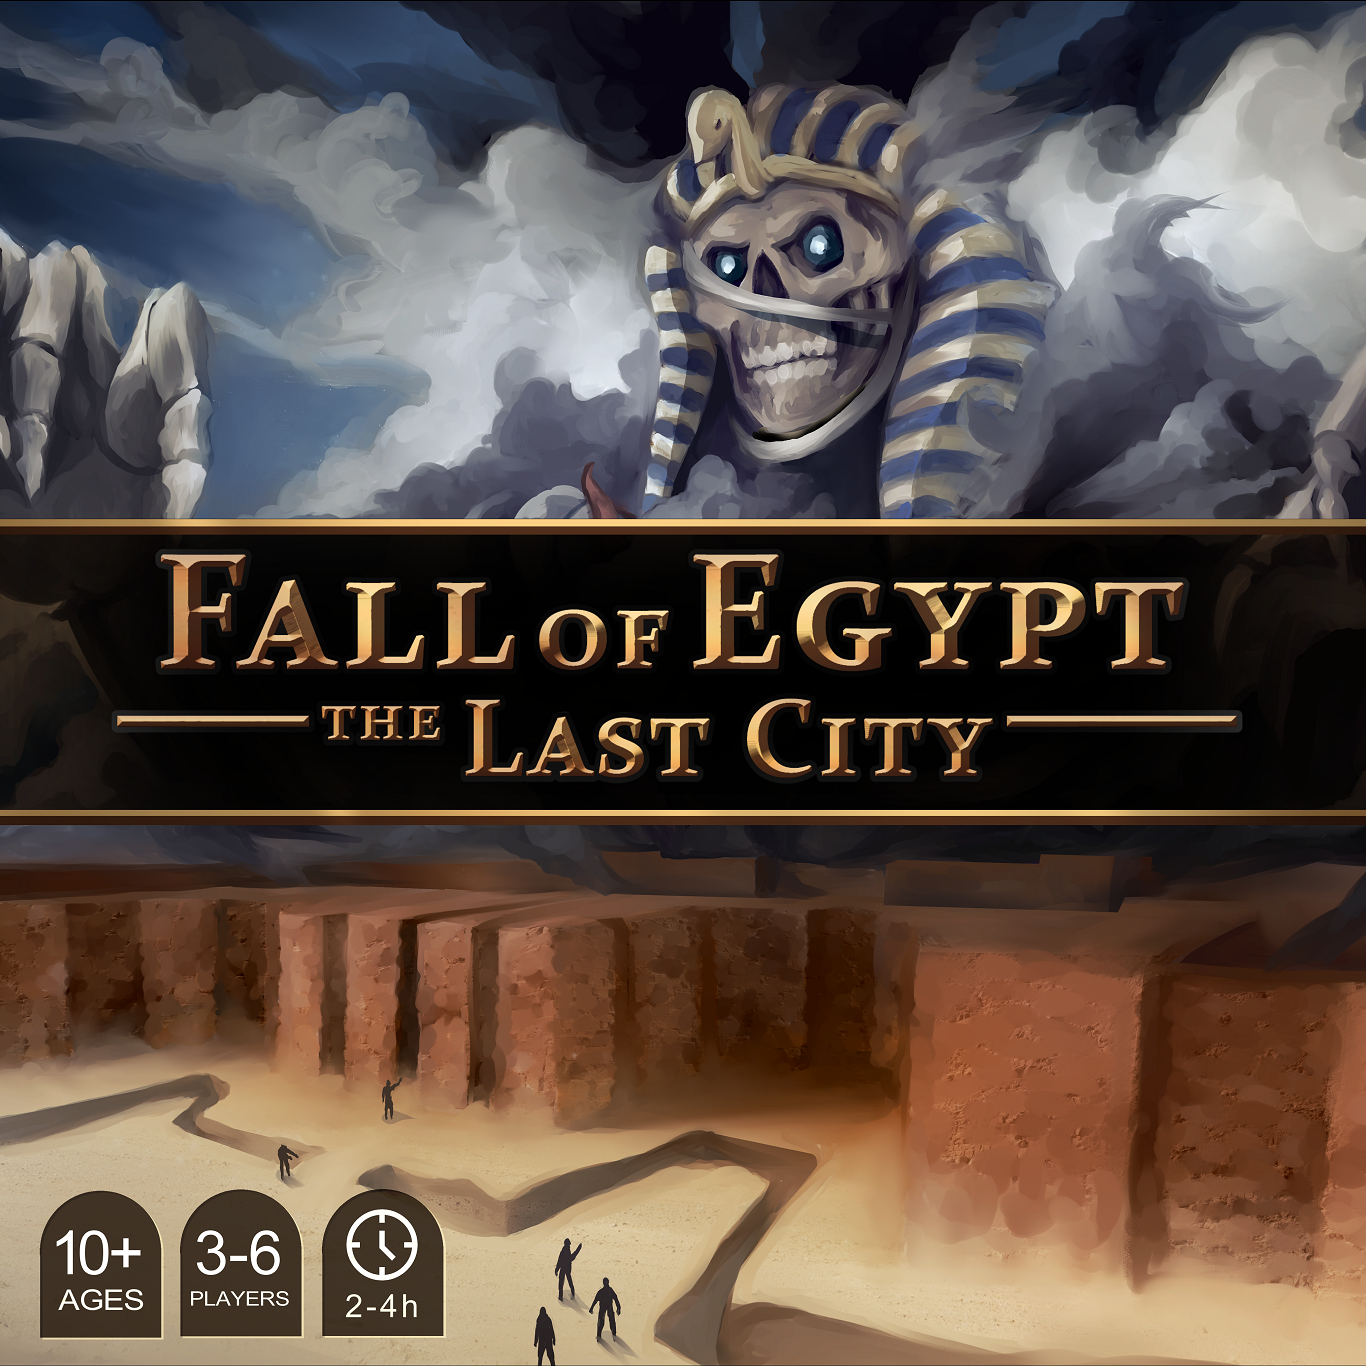 FALL OF EGYPT
THE LAST CITY
10+
AGES
3-6
PLAYERS
2-4h